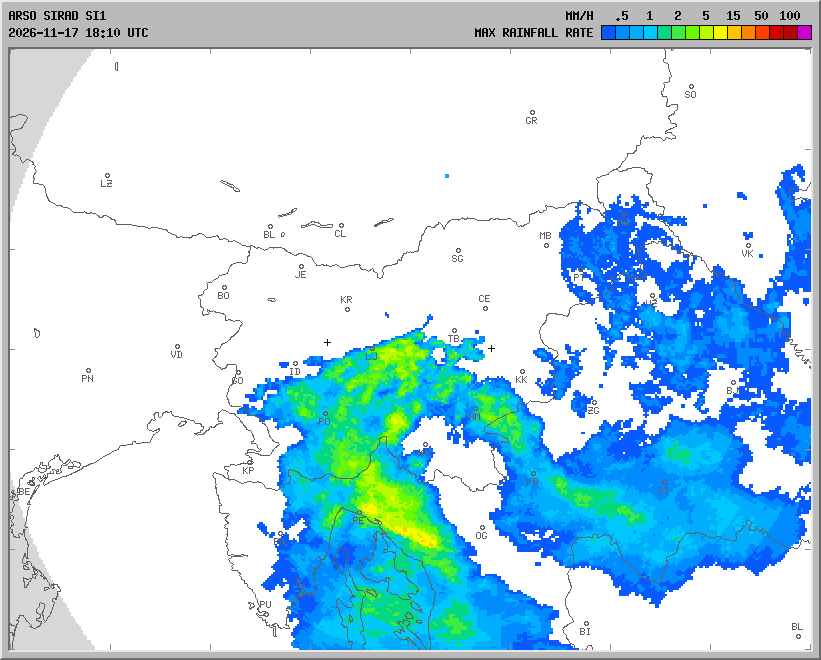 ARSO SIRAD SI1
2026-11-17 18:10 UTC
MM/H .5 1 2 5 15 50 100
MAX RAINFALL RATE
SO
GR
LZ
BL
CL
MB
VK
SG
JE
PT
BO
KR
CE
TB
LJ
VD
ID
PN
GO
KK
ZG
PO
KP
BE
RE
OG
PU
BI
BL